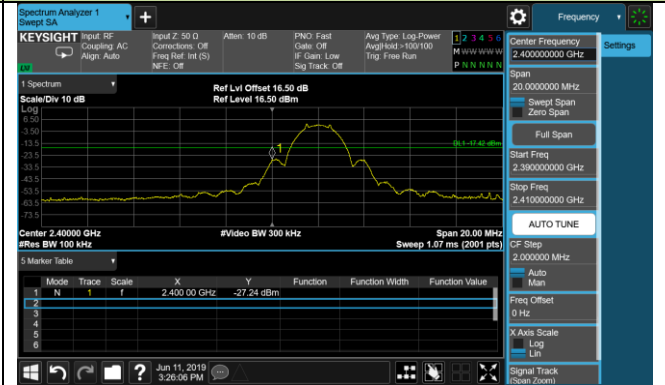 Spectrum Analyzer 1
Swept SA
+
Frequency
KEYSIGHT Input: RF Input Z: 50 Ω Atten: 10 dB PNO: Fast Avg Type: Log-Power 1 2 3 4 5 6
Coupling: AC Corrections: Off Gate: Off Avg|Hold:>100/100 M W W W W W
Align: Auto Freq Ref: Int (S) IF Gain: Low Trig: Free Run
NFE: Off Sig Track: Off P N N N N N
LV
1 Spectrum
Scale/Div 10 dB
Ref Lvl Offset 16.50 dB
Ref Level 16.50 dBm
Log
6.50
-3.50
-13.5
DL1 -17.42 dBm
-23.5
1
-33.5
-43.5
-53.5
-63.5
-73.5
Center 2.40000 GHz #Video BW 300 kHz Span 20.00 MHz
#Res BW 100 kHz Sweep 1.07 ms (2001 pts)
5 Marker Table
Mode Trace Scale X Y Function Function Width Function Value
1 N 1 f 2.400 00 GHz -27.24 dBm
2
3
4
5
6
Jun 11, 2019
3:26:06 PM
?
Center Frequency
2.400000000 GHz
Settings
Span
20.0000000 MHz
Swept Span
Zero Span
Full Span
Start Freq
2.390000000 GHz
Stop Freq
2.410000000 GHz
AUTO TUNE
CF Step
2.000000 MHz
Auto
Man
Freq Offset
0 Hz
X Axis Scale
Log
Lin
Signal Track
(Span Zoom)